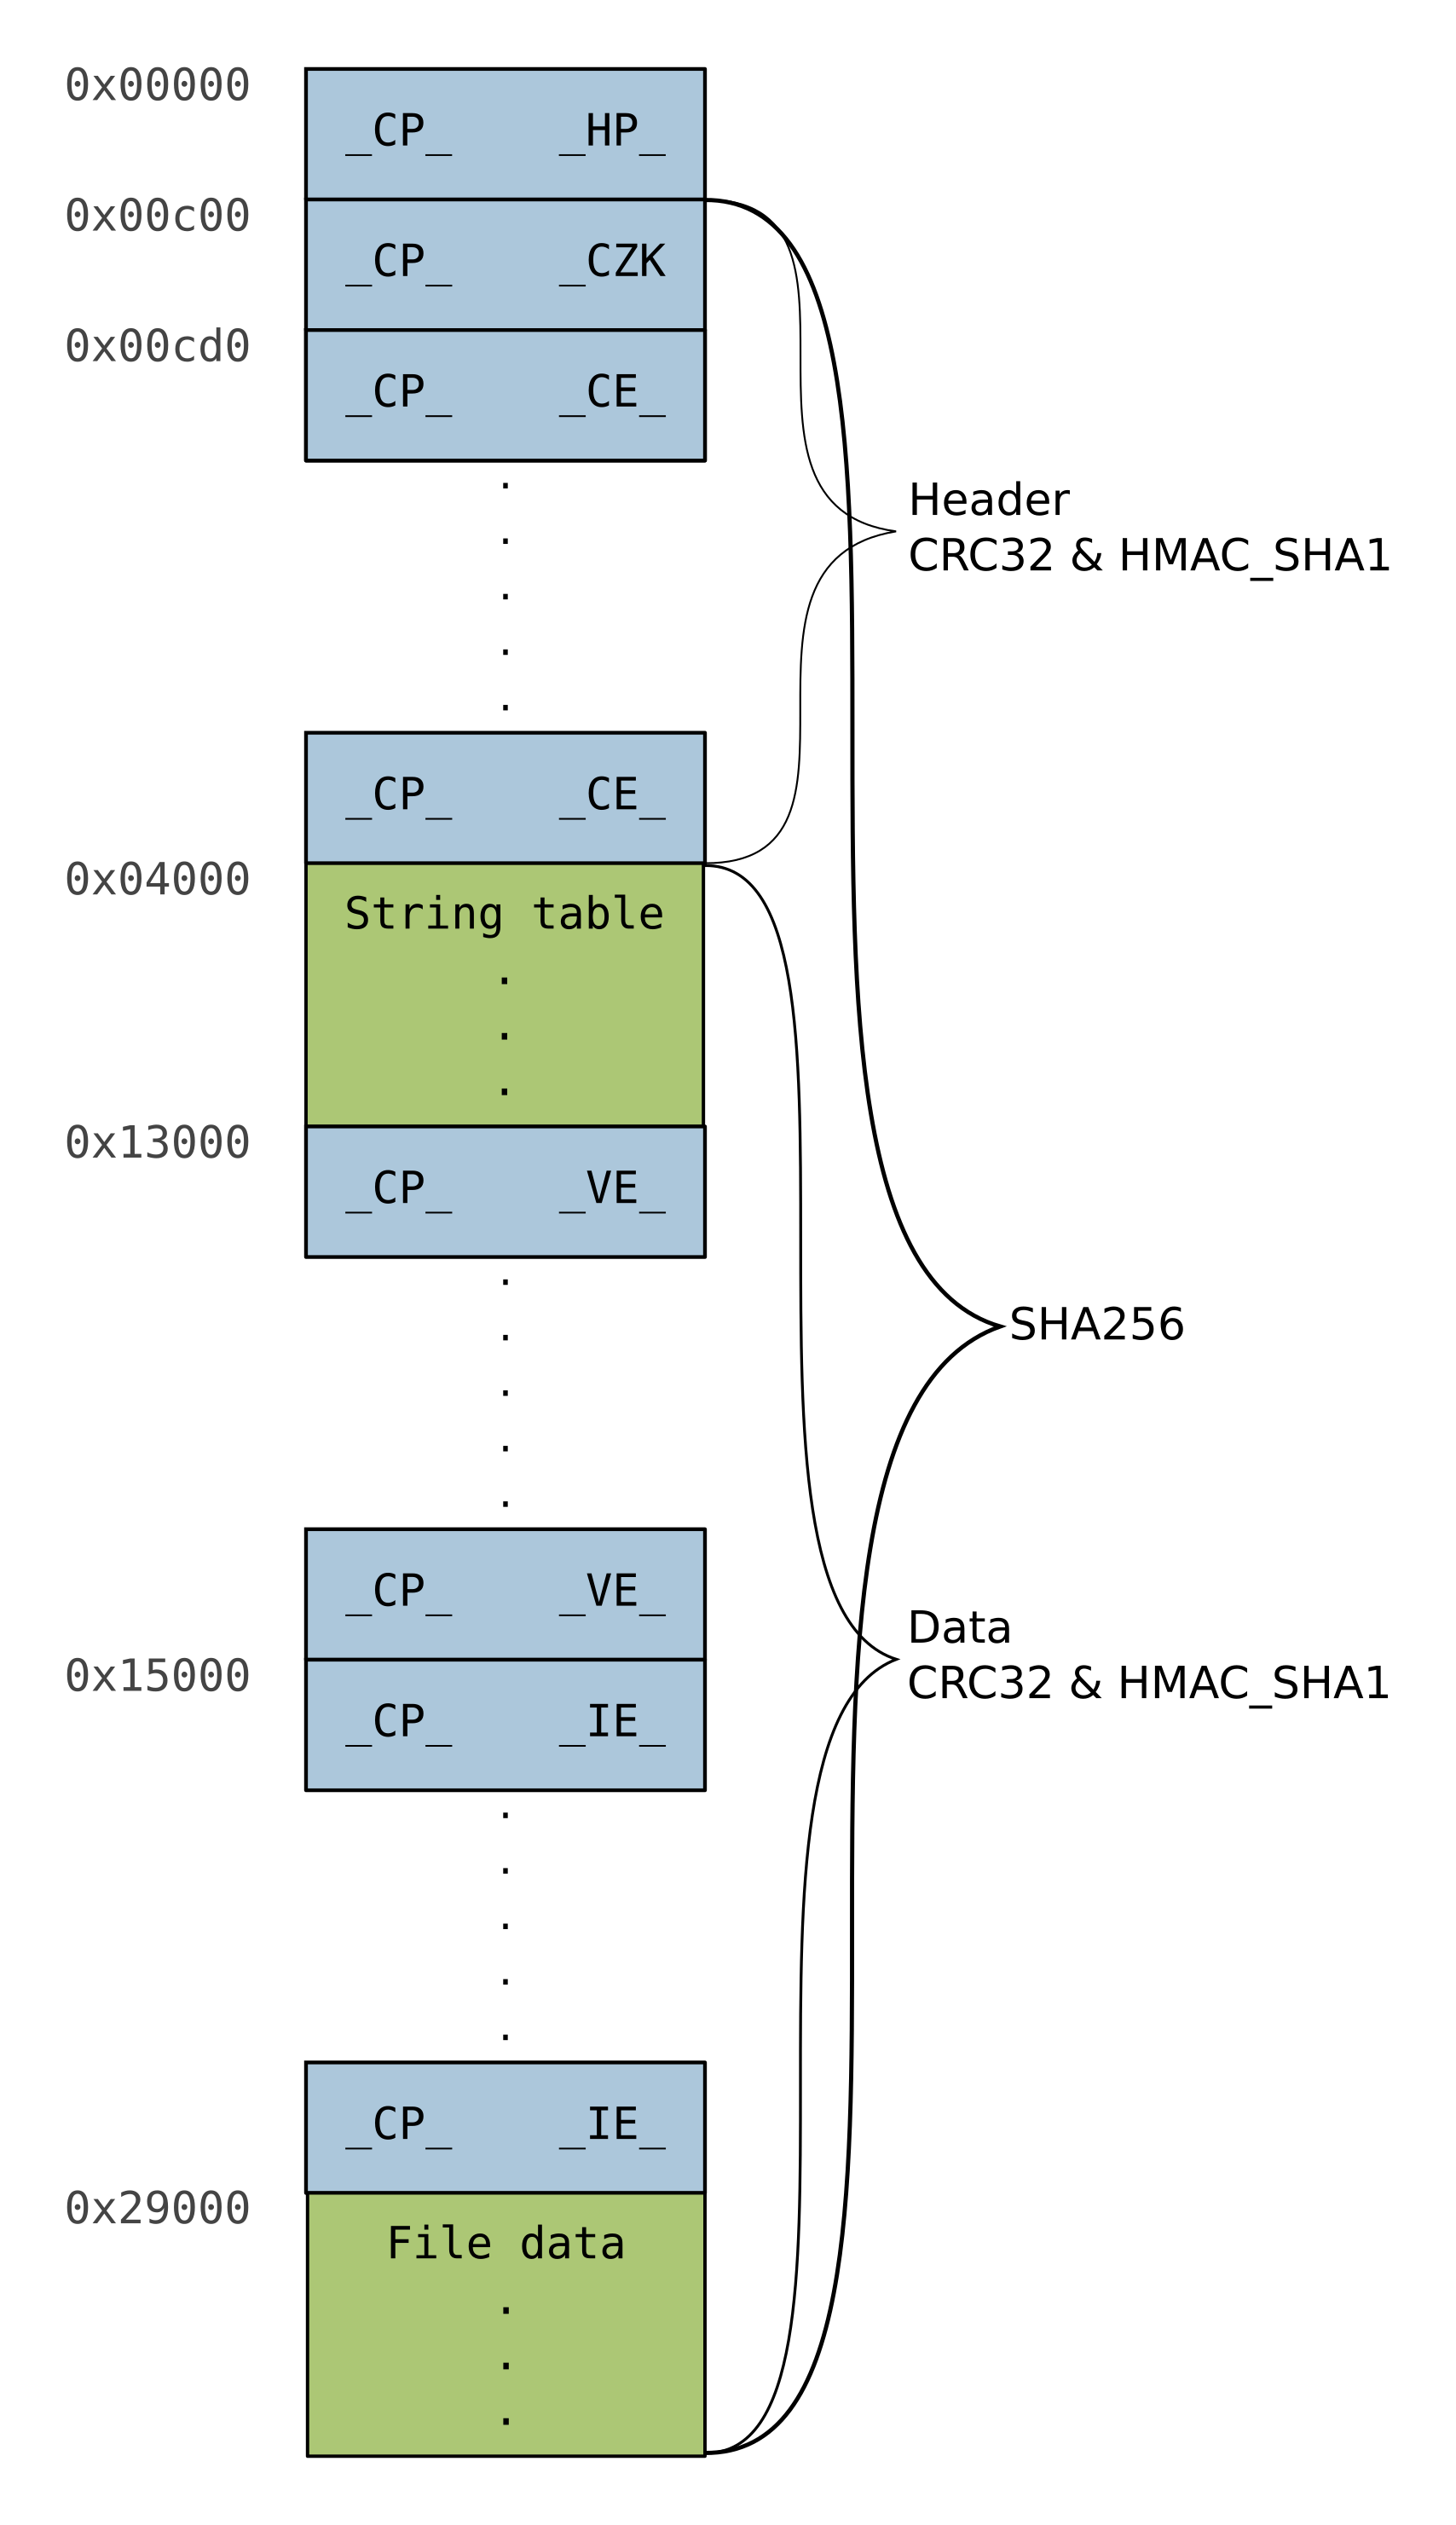 0x00000
_CP_    _HP_
0x00c00
_CP_    _CZK
0x00cd0
_CP_    _CE_
.
.
.
.
.
Header
CRC32 & HMAC_SHA1
_CP_    _CE_
0x04000
String table
.
.
.
0x13000
_CP_    _VE_
.
.
.
.
.
SHA256
_CP_    _VE_
Data
CRC32 & HMAC_SHA1
0x15000
_CP_    _IE_
.
.
.
.
.
_CP_    _IE_
0x29000
File data
.
.
.